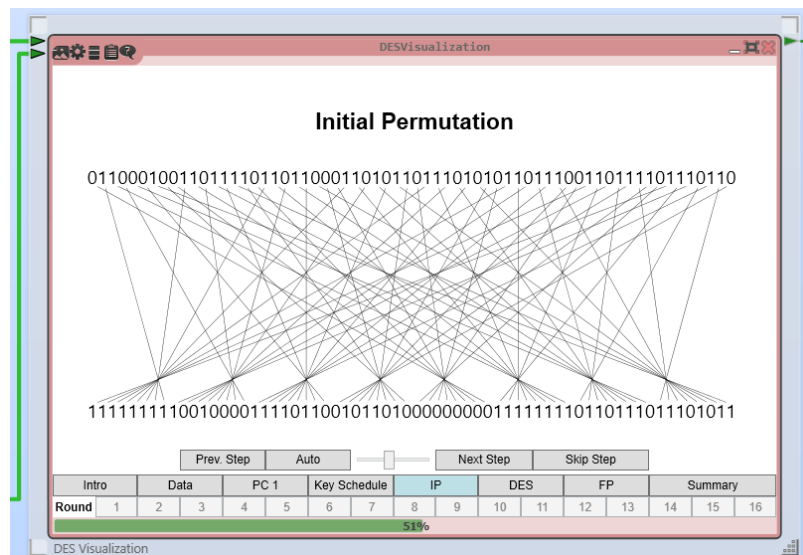 DESVisualization
Initial Permutation
0110001001101111011011000110101101110101011011100110111101110110
1111111110010000111101100101101000000000111111110110111011101011
Prev. Step Auto Next Step Skip Step
Intro Data PC 1 Key Schedule IP DES FP Summary
Round 1 2 3 4 5 6 7 8 9 10 11 12 13 14 15 16
51%
DES Visualization